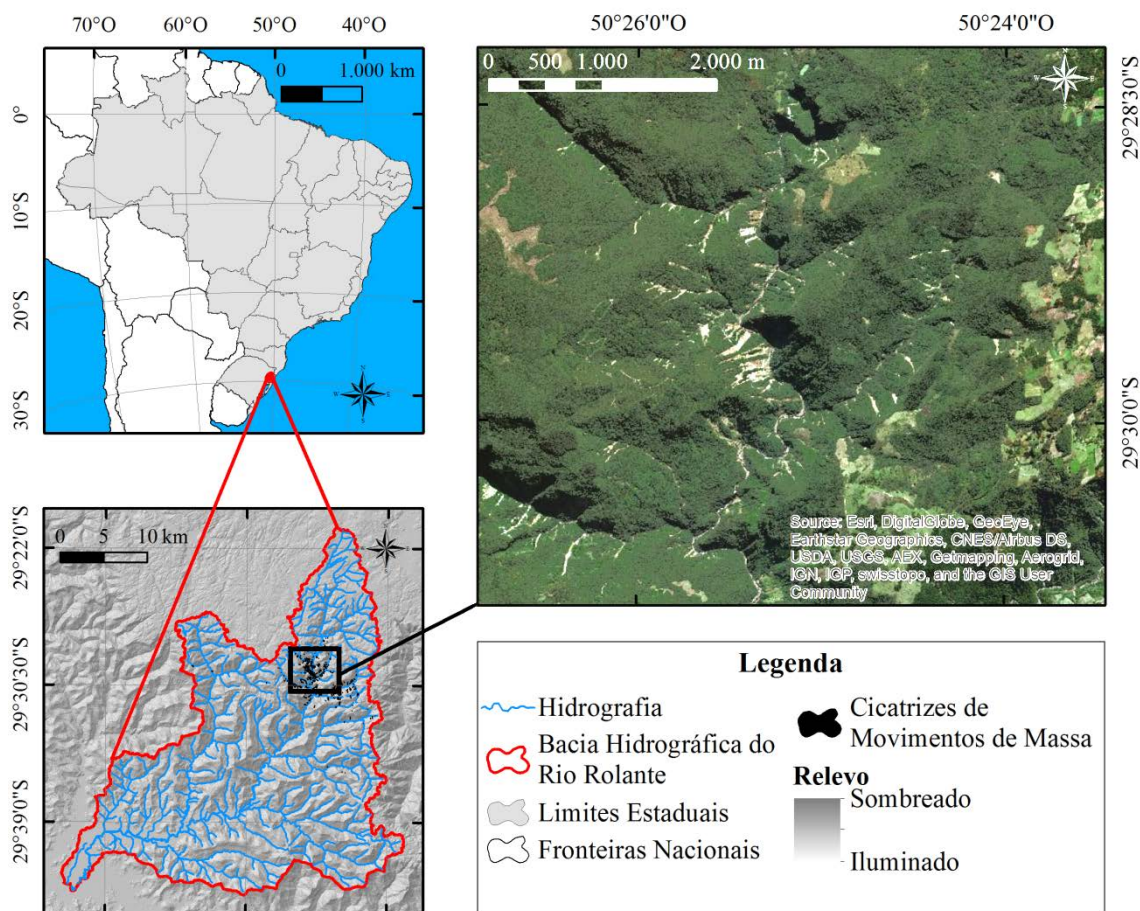 70°O 60°O 50°O 40°O
0 1.000 km
0°
10°S
20°S
30°S
50°26'0"O 50°24'0"O
0 500 1.000 2.000 m
29°28'30"S
29°30'0"S
Source: Esri, DigitalGlobe, GeoEye,
Earthstar Geographics, CNES/Airbus DS,
USDA, USGS, AEX, Getmapping, Aerogrid,
IGN, IGP, swisstopo, and the GIS User
Community
0 5 10 km
29°22'0"S
29°30'30"S
29°39'0"S
Legenda
Hidrografia
Bacia Hidrográfica do
Rio Rolante
Limites Estaduais
Fronteiras Nacionais
Cicatrizes de
Movimentos de Massa
Relevo
Sombreado
Iluminado